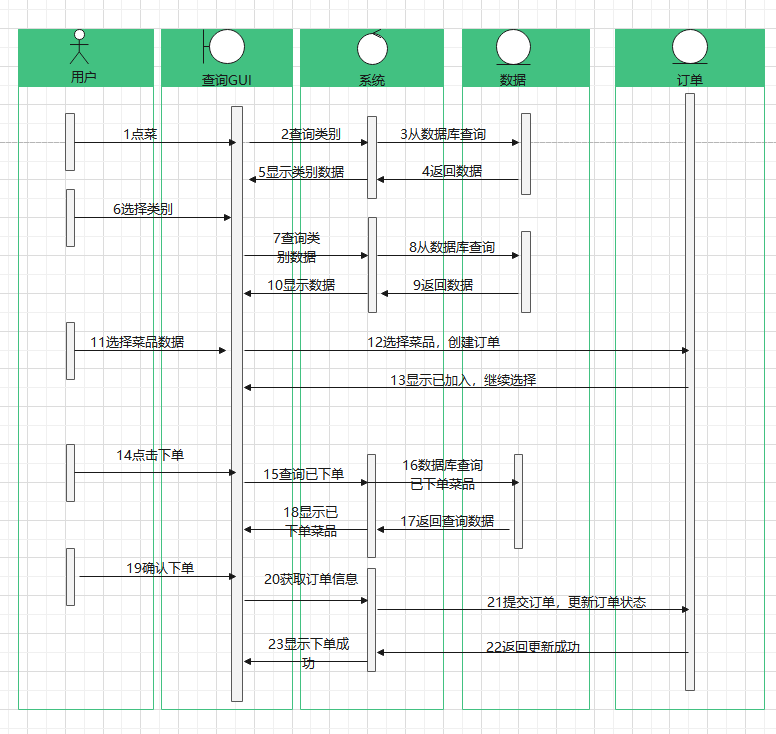 用户
查询GUI
系统
数据
订单
1点菜
2查询类别
3从数据库查询
5显示类别数据
4返回数据
6选择类别
7查询类
别数据
8从数据库查询
10显示数据
9返回数据
11选择菜品数据
12选择菜品，创建订单
13显示已加入，继续选择
14点击下单
15查询已下单
16数据库查询
已下单菜品
18显示已
下单菜品
17返回查询数据
19确认下单
20获取订单信息
21提交订单，更新订单状态
23显示下单成
功
22返回更新成功